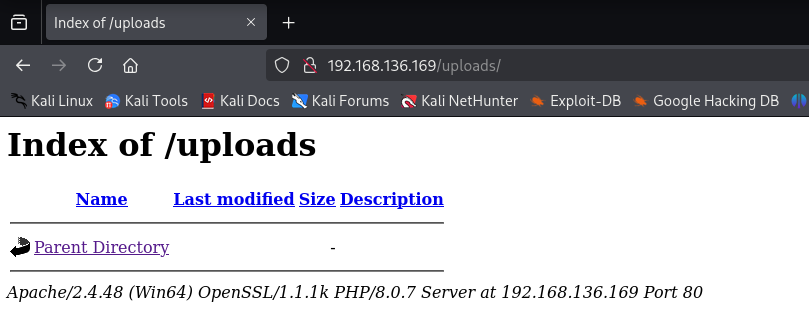 Index of /uploads
192.168.136.169/uploads/
Kali Linux Kali Tools Kali Docs Kali Forums Kali NetHunter Exploit-DB Google Hacking DB
Index of /uploads
Name Last modified Size Description
Parent Directory -
Apache/2.4.48 (Win64) OpenSSL/1.1.1k PHP/8.0.7 Server at 192.168.136.169 Port 80